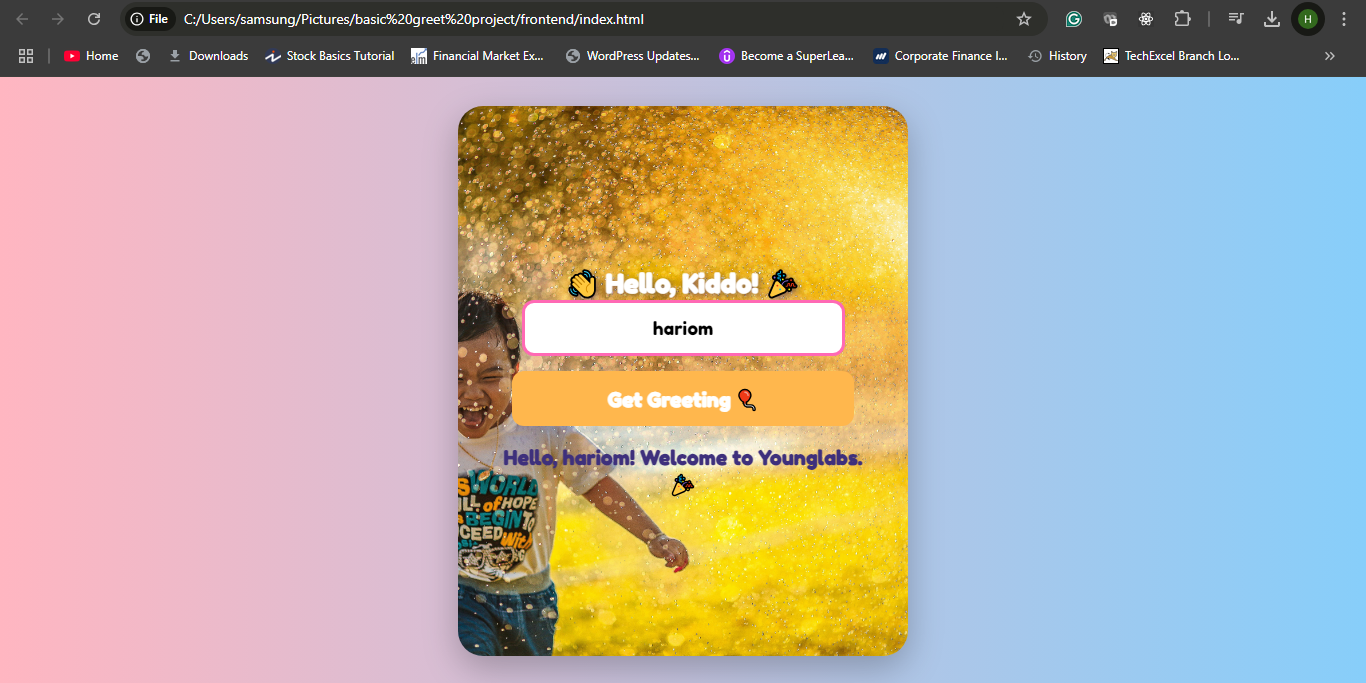 File C:/Users/samsung/Pictures/basic%20greet%20project/frontend/index.html
H
Home Downloads Stock Basics Tutorial Financial Market Ex... WordPress Updates... Become a SuperLea... Corporate Finance I... History TechExcel Branch Lo...
👋 Hello, Kiddo! 🎉
hariom
Get Greeting 🎈
Hello, hariom! Welcome to Younglabs.
🎉
WORLD
of HOPE
BEGIN TO
With